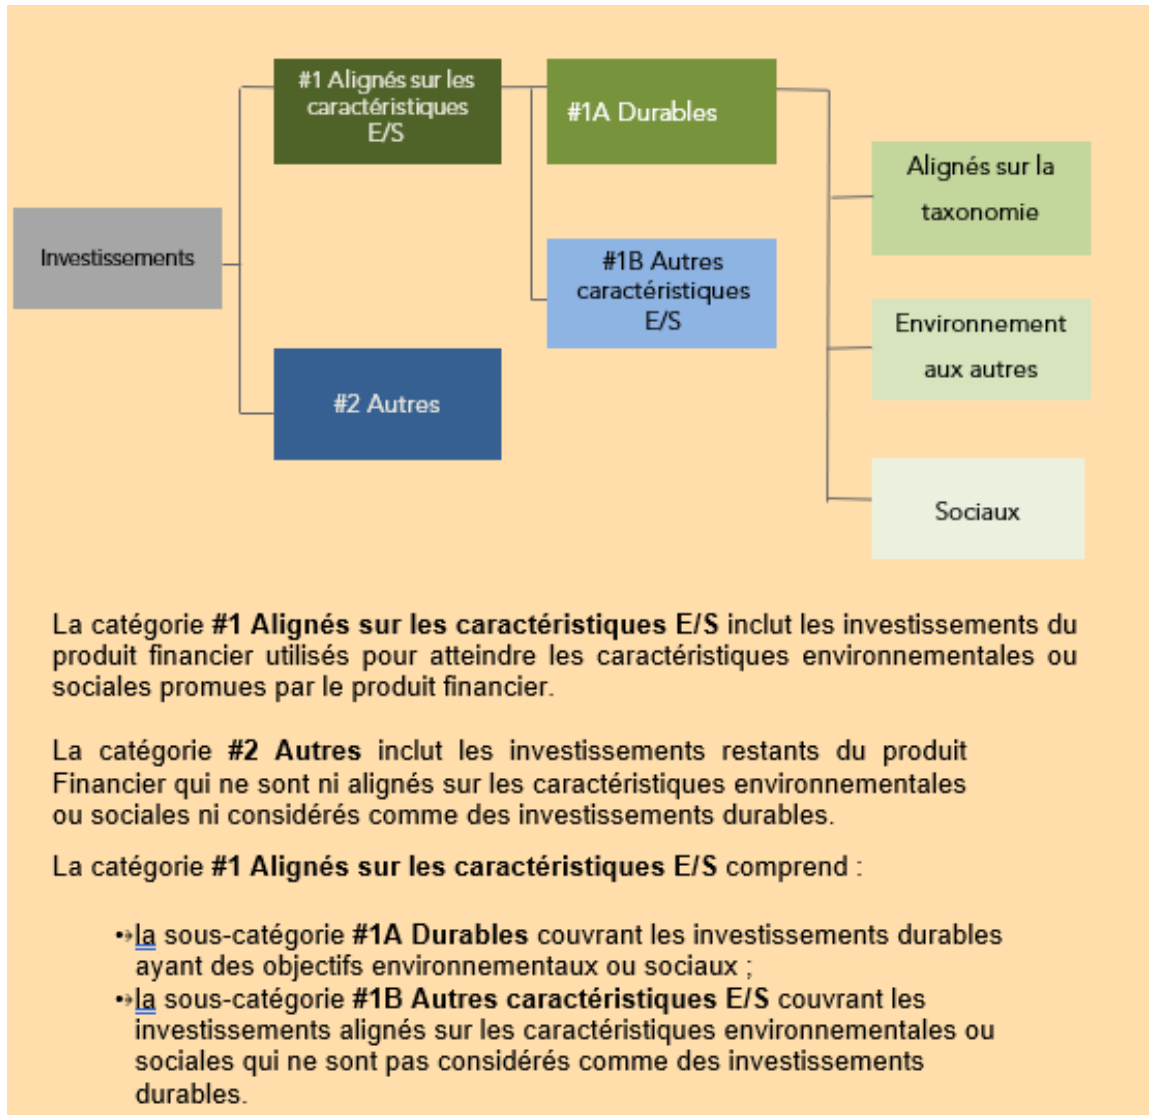 #1 Alignés sur les
caractéristiques
E/S
#1A Durables
Alignés sur la
taxonomie
Investissements
#1B Autres
caractéristiques
E/S
Environnement
aux autres
#2 Autres
Sociaux
La catégorie #1 Alignés sur les caractéristiques E/S inclut les investissements du
produit financier utilisés pour atteindre les caractéristiques environnementales ou
sociales promues par le produit financier.
La catégorie #2 Autres inclut les investissements restants du produit
Financier qui ne sont ni alignés sur les caractéristiques environnementales
ou sociales ni considérés comme des investissements durables.
La catégorie #1 Alignés sur les caractéristiques E/S comprend :
la sous-catégorie #1A Durables couvrant les investissements durables
ayant des objectifs environnementaux ou sociaux ;
la sous-catégorie #1B Autres caractéristiques E/S couvrant les
investissements alignés sur les caractéristiques environnementales ou
sociales qui ne sont pas considérés comme des investissements
durables.